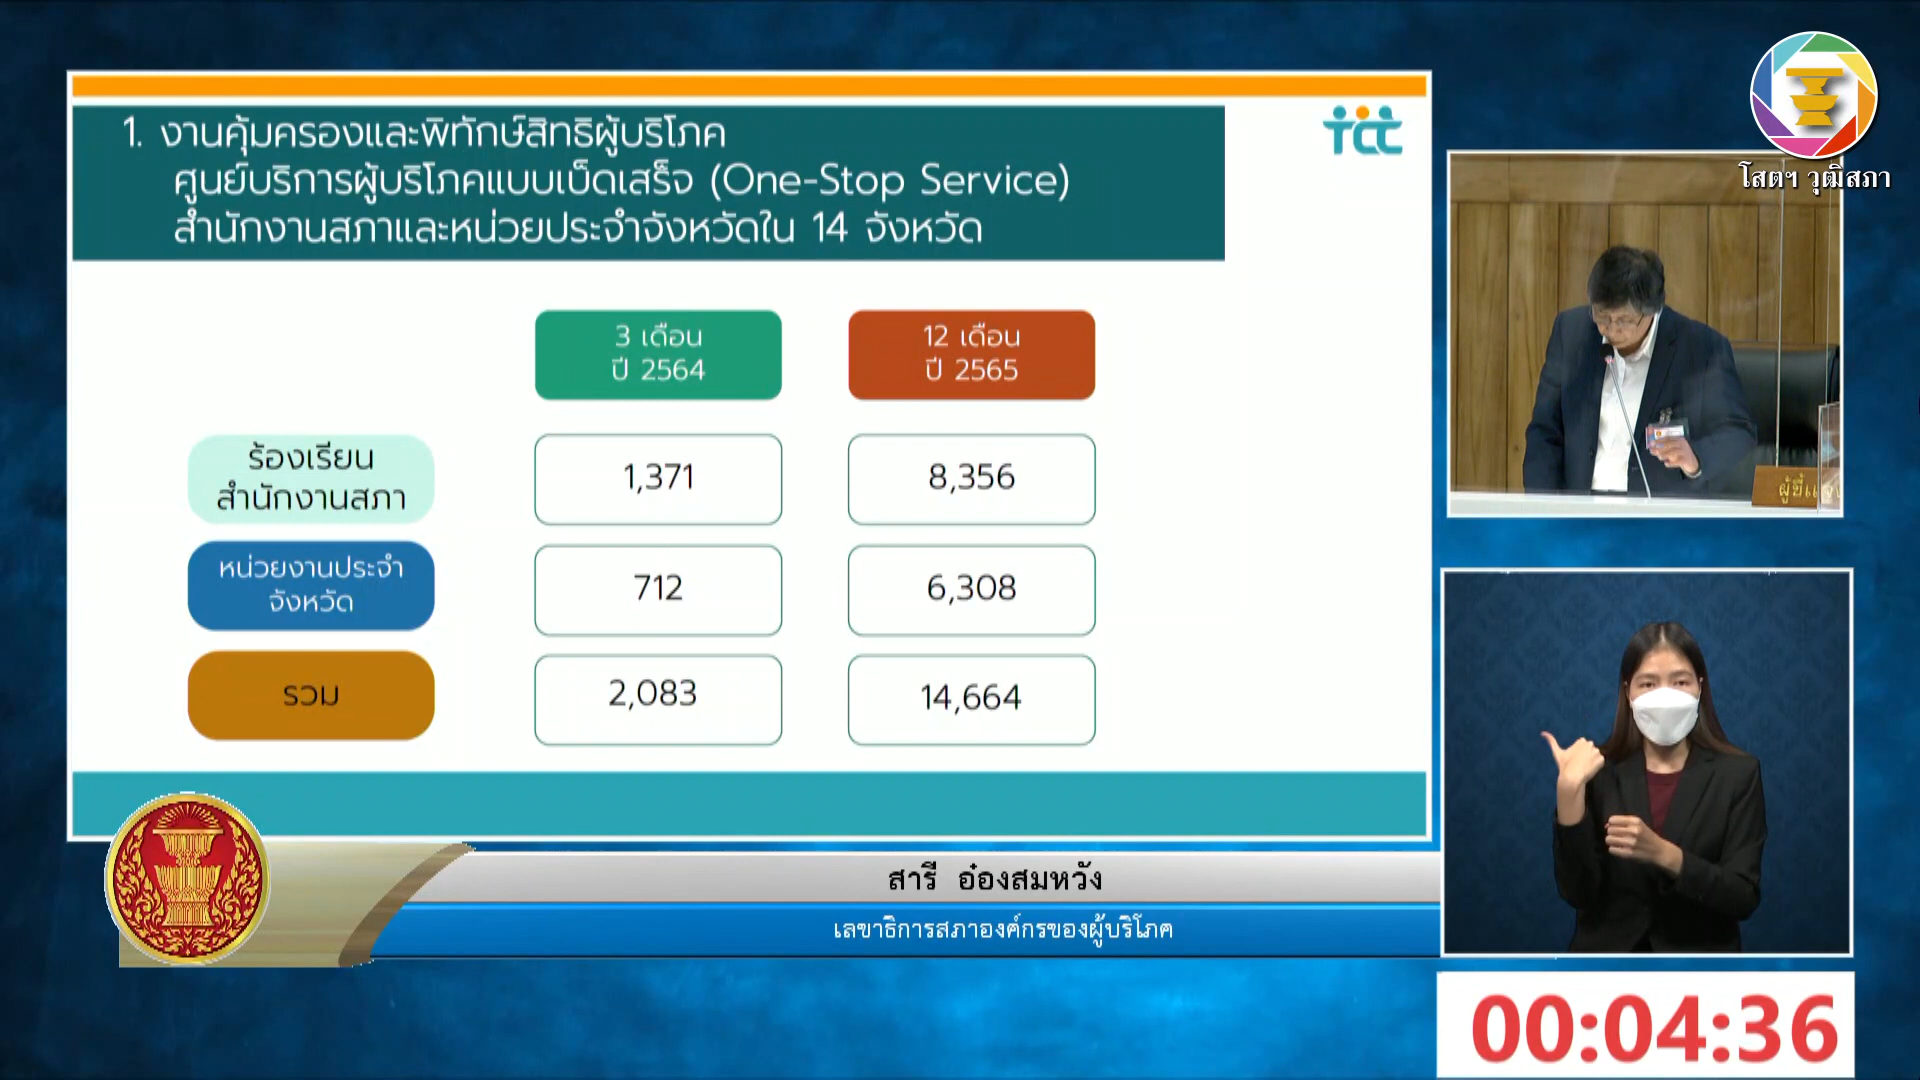 1. งานคุ้มครองและพิทักษ์สิทธิผู้บริโภค
ศูนย์บริการผู้บริโภคแบบเบ็ดเสร็จ (One-Stop Service)
สำนักงานสภาและหน่วยประจำจังหวัดใน 14 จังหวัด
TCC
โสตฯ วุฒิสภา
3 เดือน
ปี 2564
12 เดือน
ปี 2565
ร้องเรียน
สำนักงานสภา
1,371
8,356
หน่วยงานประจำ
จังหวัด
712
6,308
รวม
2,083
14,664
สารี อ๋องสมหวัง
เลขาธิการสภาองค์กรของผู้บริโภค
00:04:36